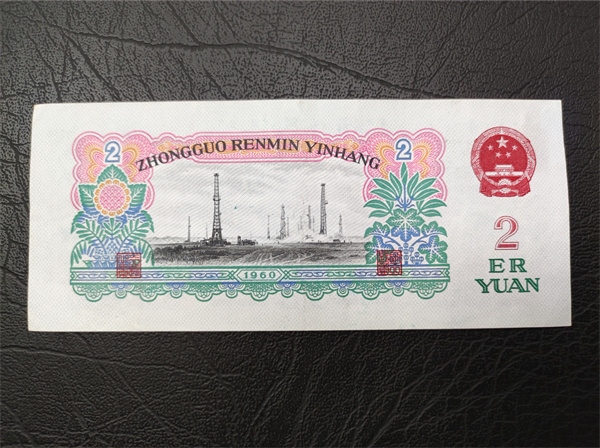 2
ZHONGGUO RENMIN YINHANG
2
1960
2
ER
YUAN